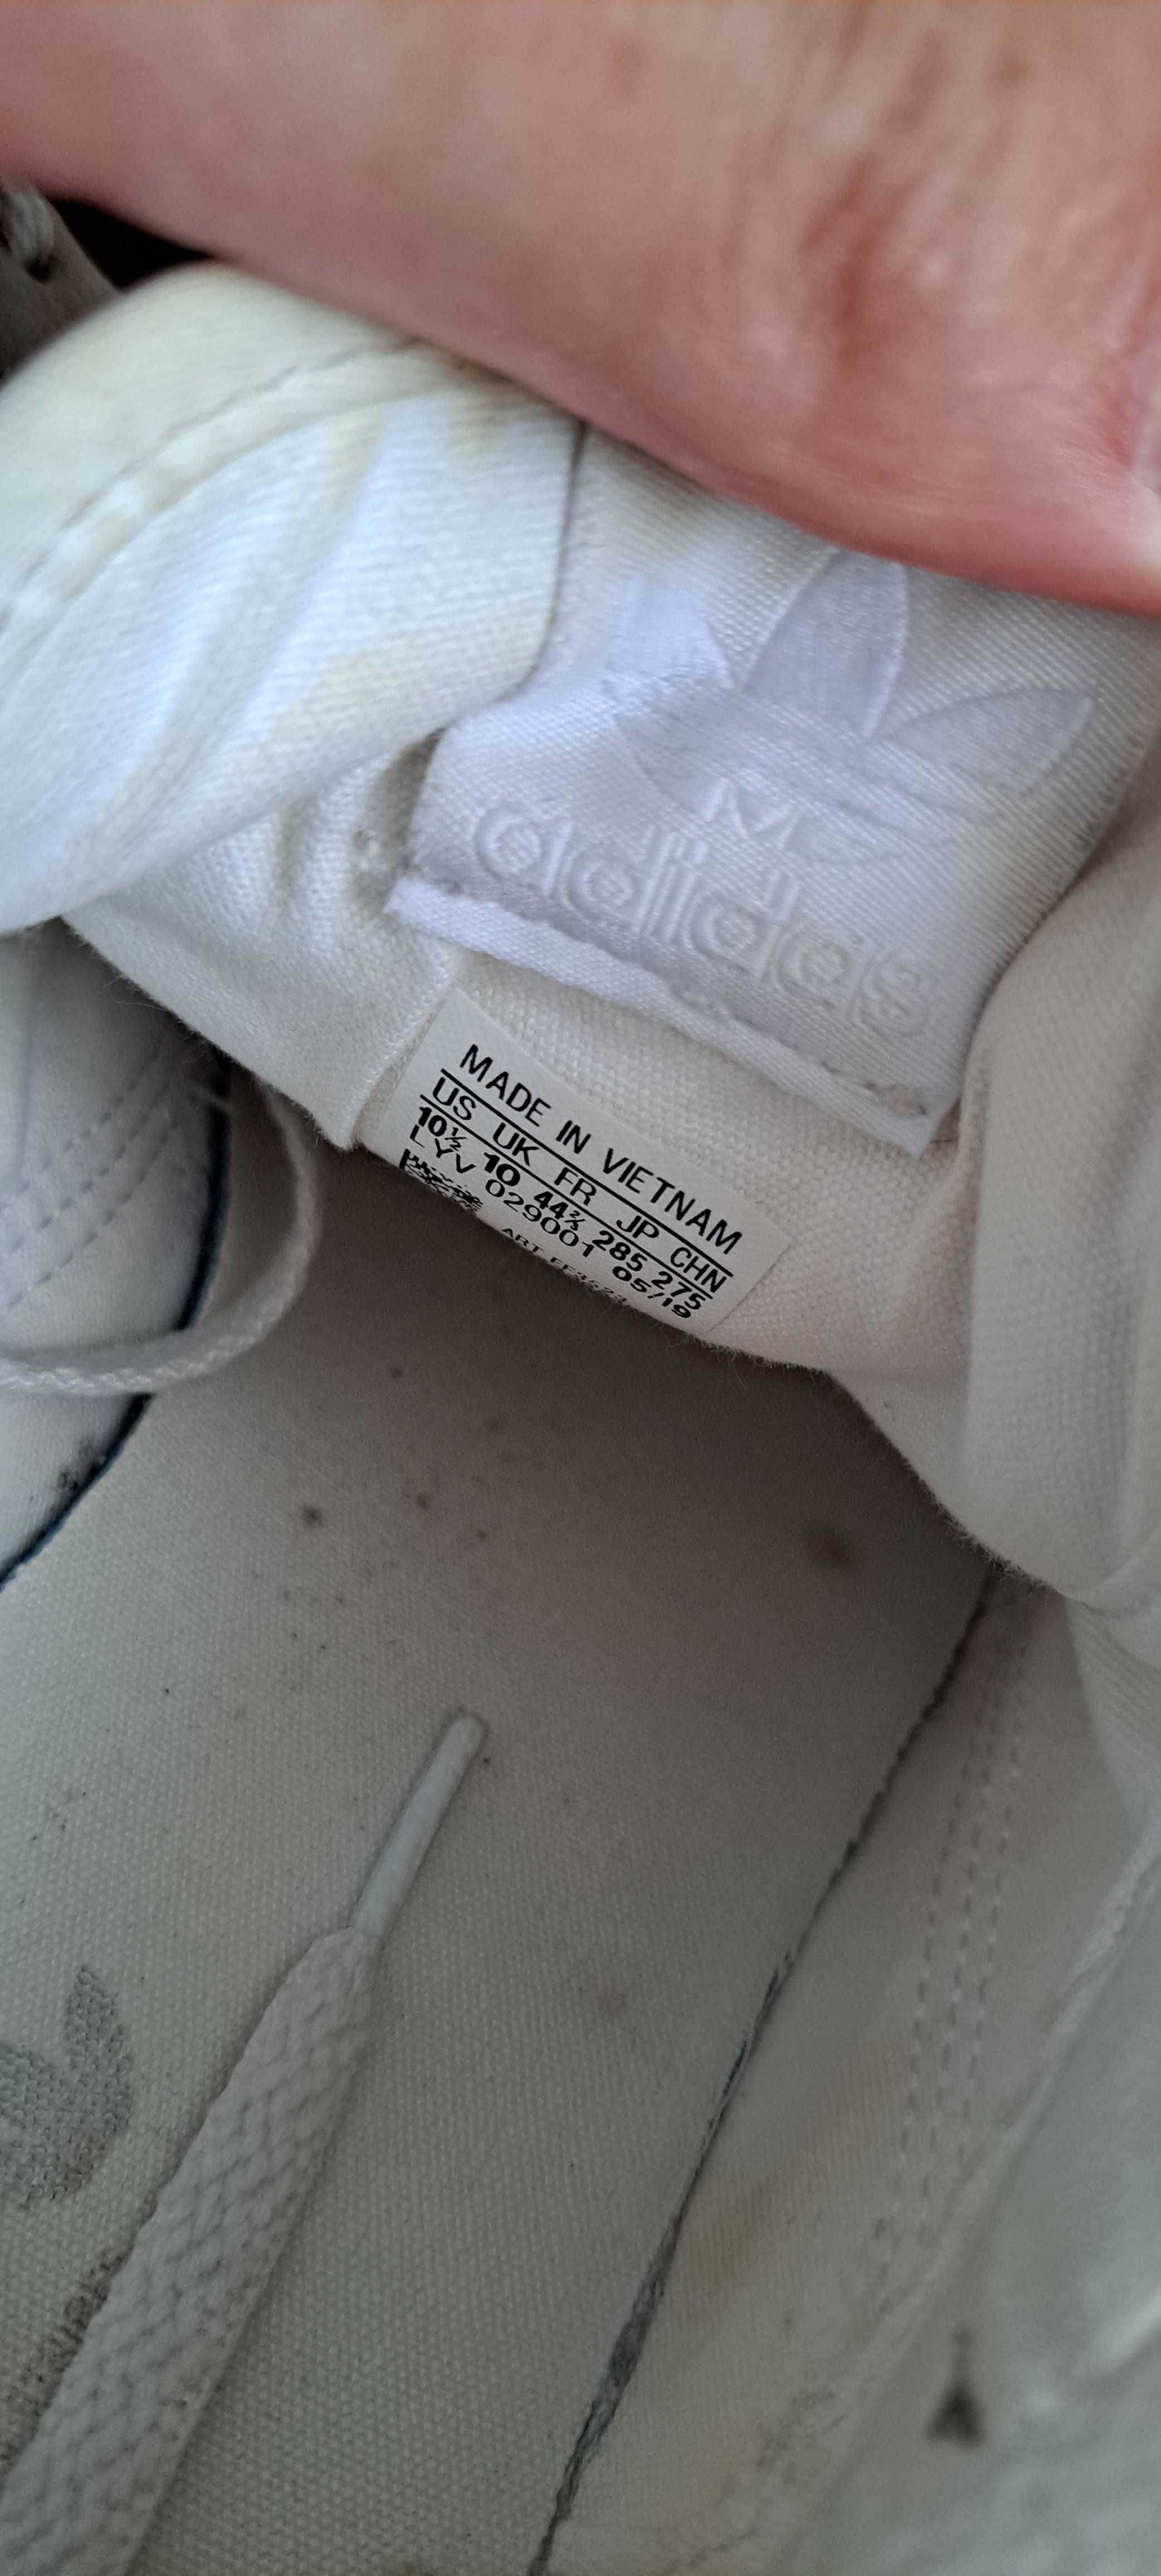 adidas
MADE IN VIETNAM
US UK FR JP CHN
10½ 10 44⅔ 285 275
LYV 029001 05/19
ART